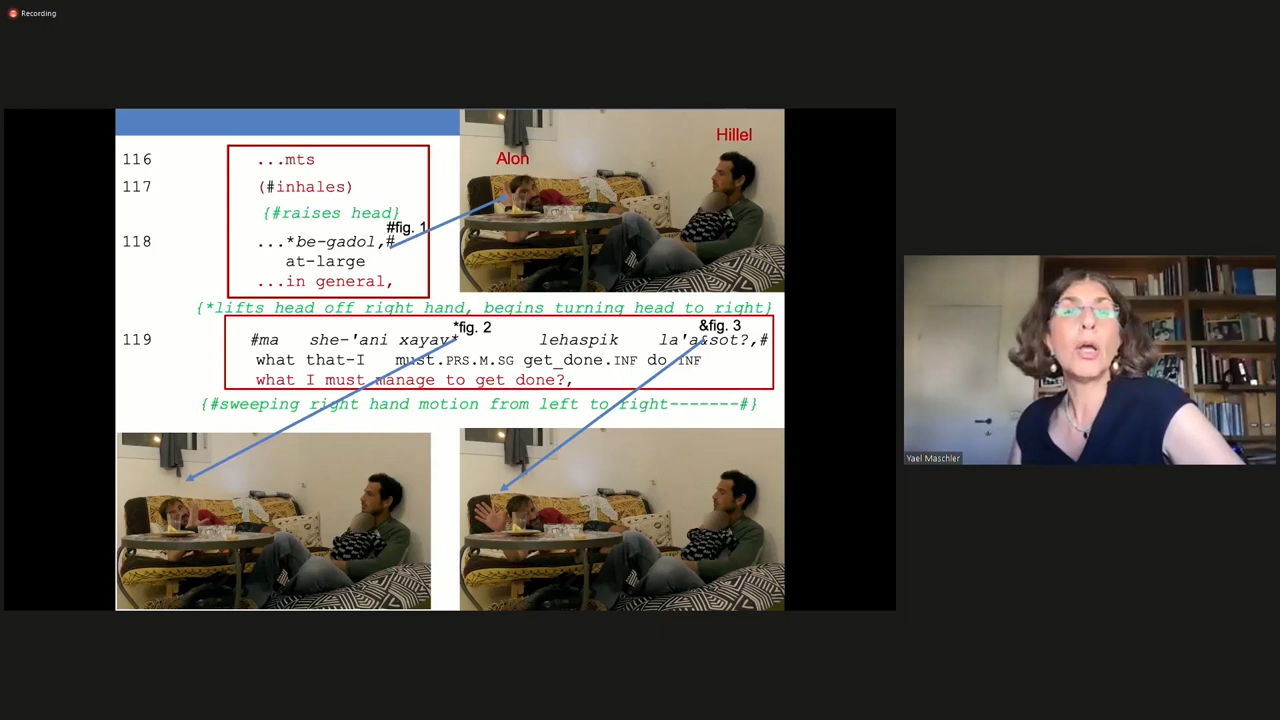 Recording
116 ...mts
117 (#inhales)
{#raises head}
#fig. 1
118 ...*be-gadol,#
at-large
...in general,
{*lifts head off right hand, begins turning head to right}
*fig. 2 &fig. 3
119 #ma she-'ani xayav* lehaspik la'a&sot?,#
what that-I must.PRS.M.SG get_done.INF do INF
what I must manage to get done?,
{#sweeping right hand motion from left to right-------#}
Alon
Hillel
Yael Maschler